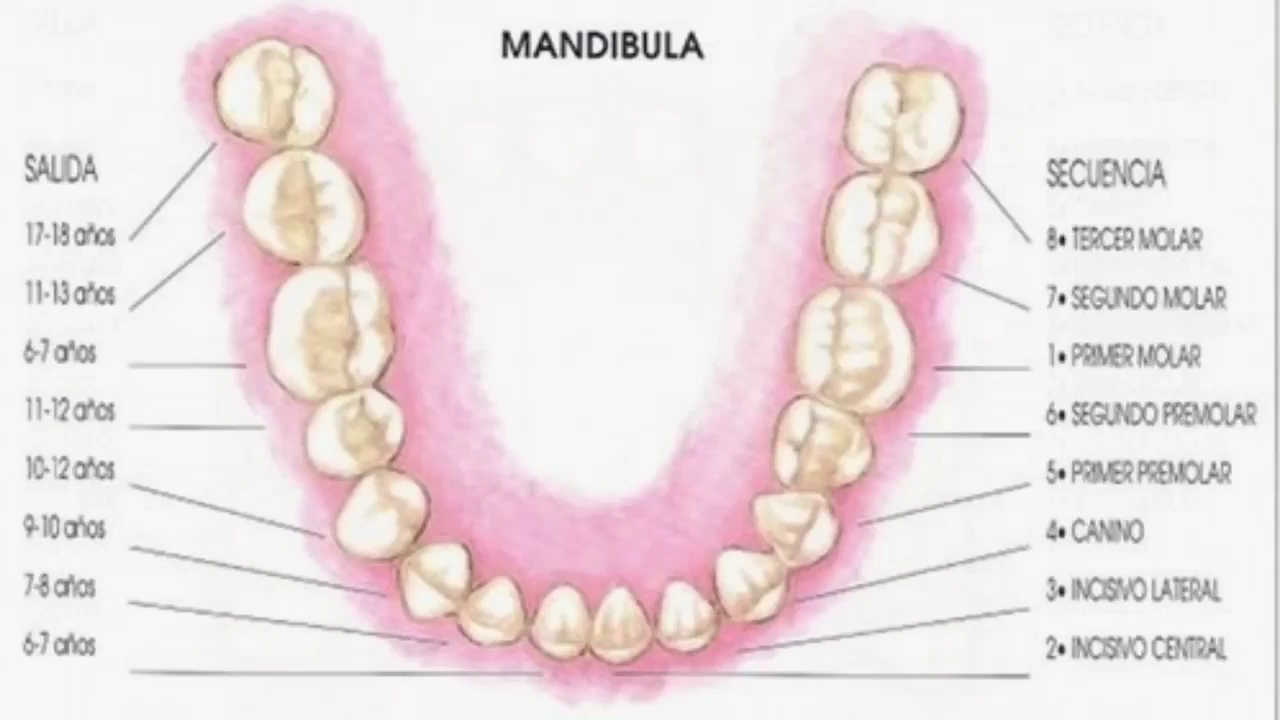 MANDIBULA
SALIDA
17-18 años
11-13 años
6-7 años
11-12 años
10-12 años
9-10 años
7-8 años
6-7 años
SECUENCIA
8• TERCER MOLAR
7• SEGUNDO MOLAR
1• PRIMER MOLAR
6• SEGUNDO PREMOLAR
5• PRIMER PREMOLAR
4• CANINO
3• INCISIVO LATERAL
2• INCISIVO CENTRAL